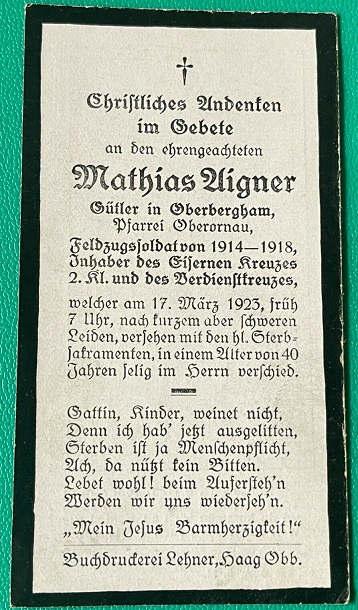 Christliches Andenken
im Gebete
an den ehrengeachteten
Mathias Aigner
Gütler in Oberbergham,
Pfarrei Oberornau,
Feldzugsoldat von 1914—1918,
Inhaber des Eisernen Kreuzes
2. Kl. und des Verdienstkreuzes,
welcher am 17. März 1923, früh
7 Uhr, nach kurzem aber schweren
Leiden, versehen mit den hl. Sterb-
sakramenten, in einem Alter von 40
Jahren selig im Herrn verschied.
Gattin, Kinder, weinet nicht,
Denn ich hab' jetzt ausgelitten,
Sterben ist ja Menschenpflicht,
Ach, da nützt kein Bitten.
Lebet wohl! beim Aufersteh'n
Werden wir uns wiederseh'n.
„Mein Jesus Barmherzigkeit!"
Buchdruckerei Lehner, Haag Obb.